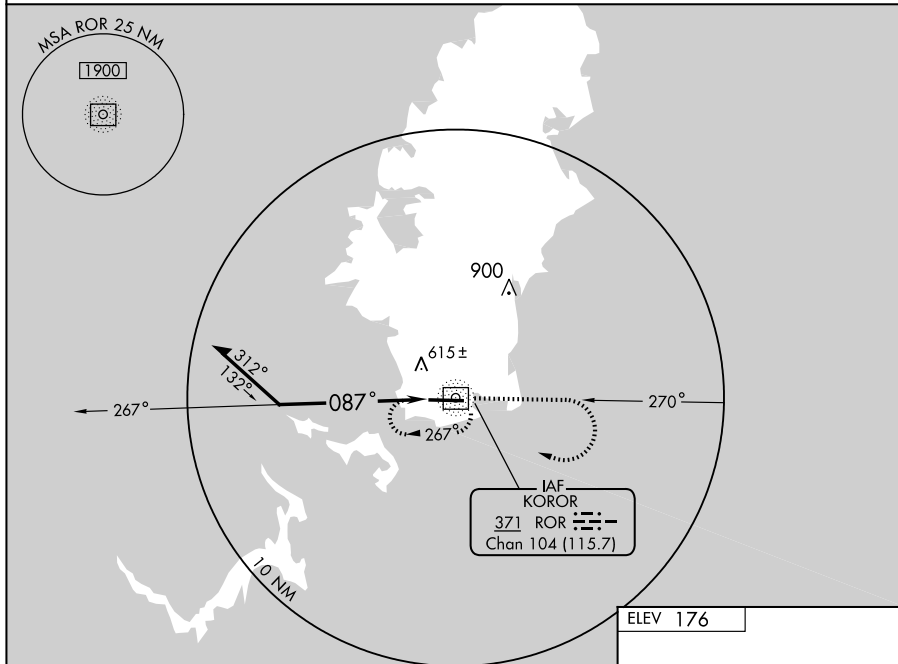 MSA ROR 25 NM
1900
900
615±
312°
132°
267°
087°
270°
267°
IAF
KOROR
371 ROR
Chan 104 (115.7)
10 NM
ELEV 176